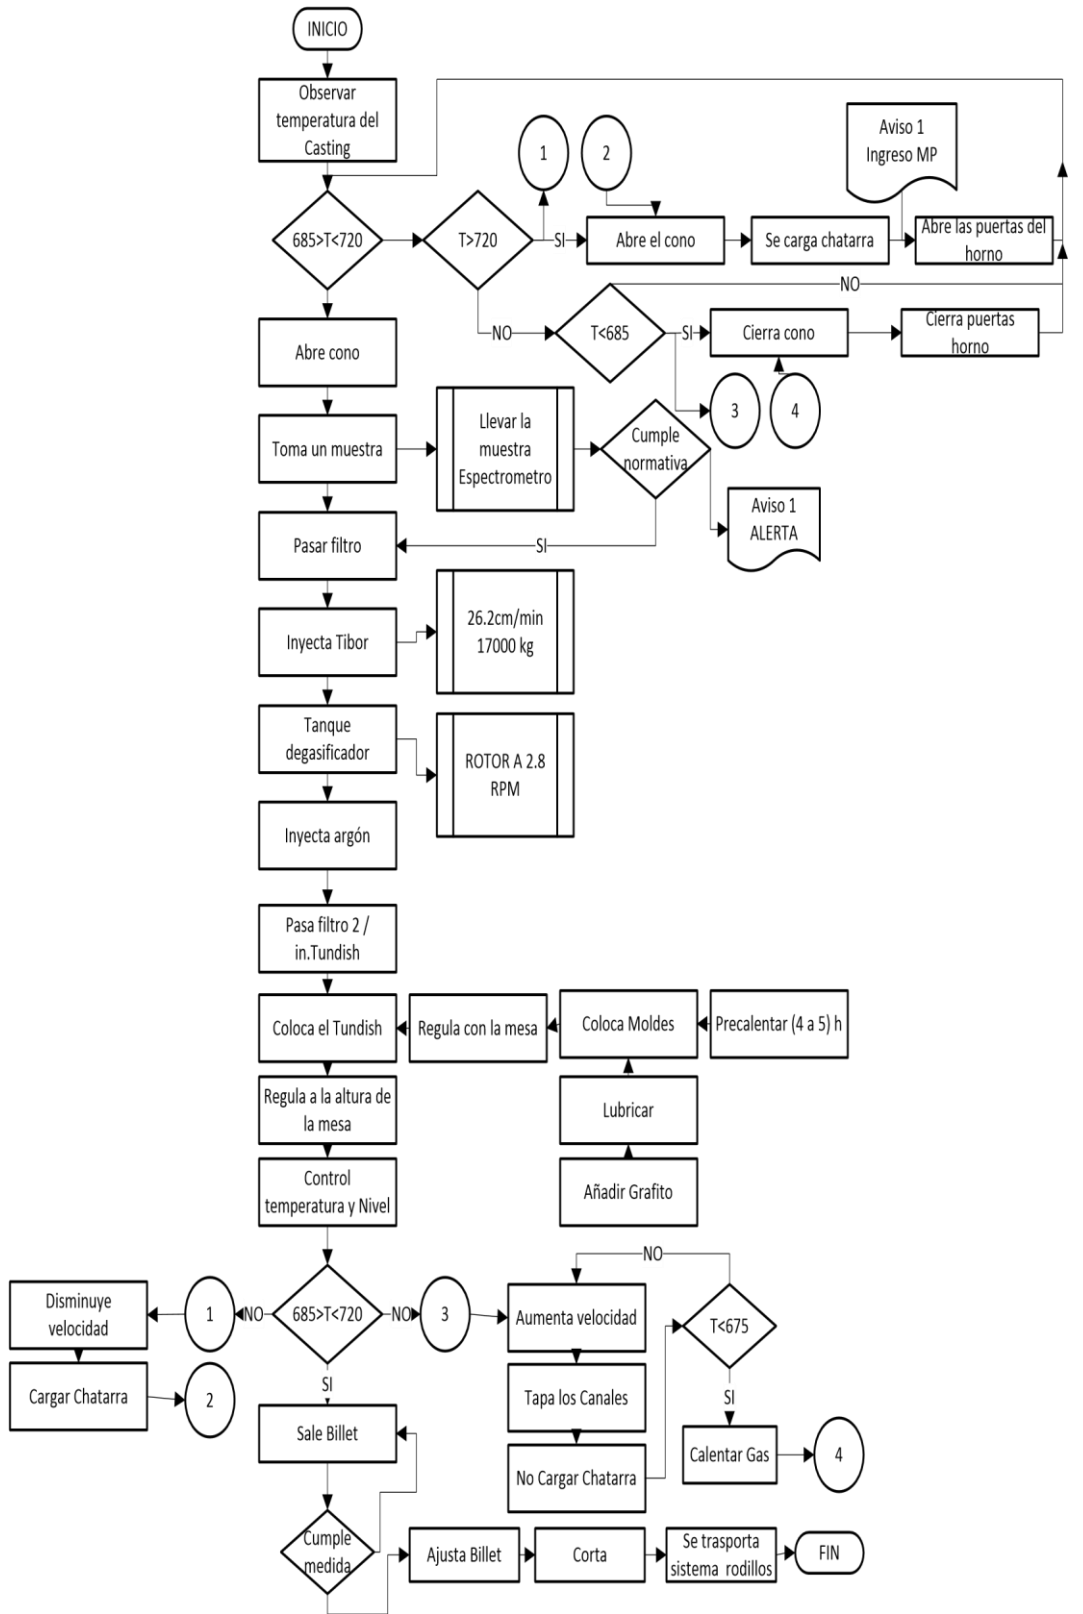 INICIO
Observar
temperatura del
Casting
1
2
Aviso 1
Ingreso MP
685>T<720
T>720
SI
Abre el cono
Se carga chatarra
Abre las puertas del
horno
NO
NO
T<685
SI
Cierra cono
Cierra puertas
horno
Abre cono
3
4
Toma un muestra
Llevar la
muestra
Espectrometro
Cumple
normativa
Aviso 1
ALERTA
Pasar filtro
SI
Inyecta Tibor
26.2cm/min
17000 kg
Tanque
degasificador
ROTOR A 2.8
RPM
Inyecta argón
Pasa filtro 2 /
in.Tundish
Coloca el Tundish
Regula con la mesa
Coloca Moldes
Precalentar (4 a 5) h
Regula a la altura de
la mesa
Lubricar
Control
temperatura y Nivel
Añadir Grafito
NO
Disminuye
velocidad
1
NO
685>T<720
NO
3
Aumenta velocidad
T<675
Cargar Chatarra
2
SI
Tapa los Canales
SI
Sale Billet
No Cargar Chatarra
Calentar Gas
4
Cumple
medida
Ajusta Billet
Corta
Se trasporta
sistema rodillos
FIN